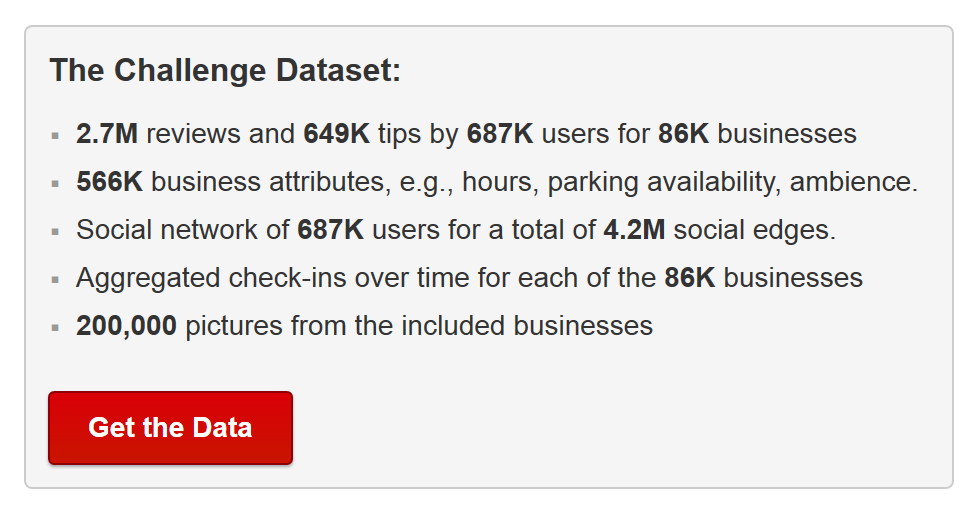 The Challenge Dataset:
2.7M reviews and 649K tips by 687K users for 86K businesses
566K business attributes, e.g., hours, parking availability, ambience.
Social network of 687K users for a total of 4.2M social edges.
Aggregated check-ins over time for each of the 86K businesses
200,000 pictures from the included businesses
Get the Data